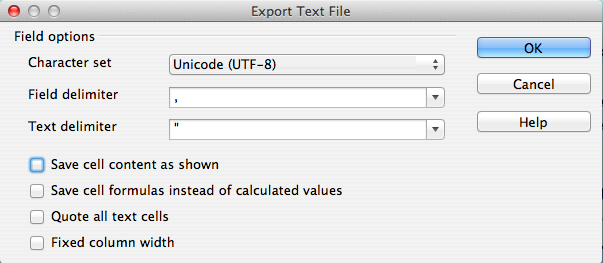 Export Text File
Field options
Character set
Unicode (UTF-8)
Field delimiter
,
Text delimiter
"
OK
Cancel
Help
Save cell content as shown
Save cell formulas instead of calculated values
Quote all text cells
Fixed column width